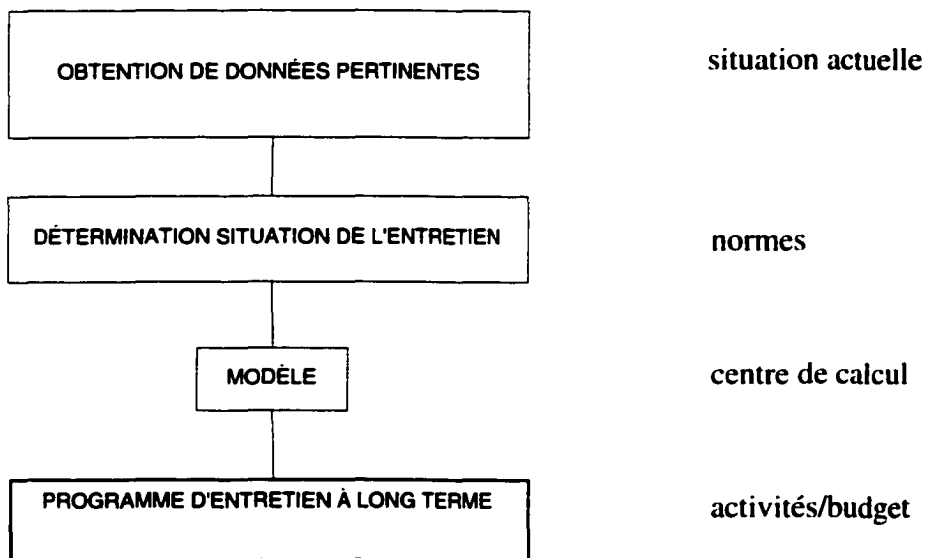 OBTENTION DE DONNÉES PERTINENTES
situation actuelle
DÉTERMINATION SITUATION DE L'ENTRETIEN
normes
MODÈLE
centre de calcul
PROGRAMME D'ENTRETIEN À LONG TERME
activités/budget